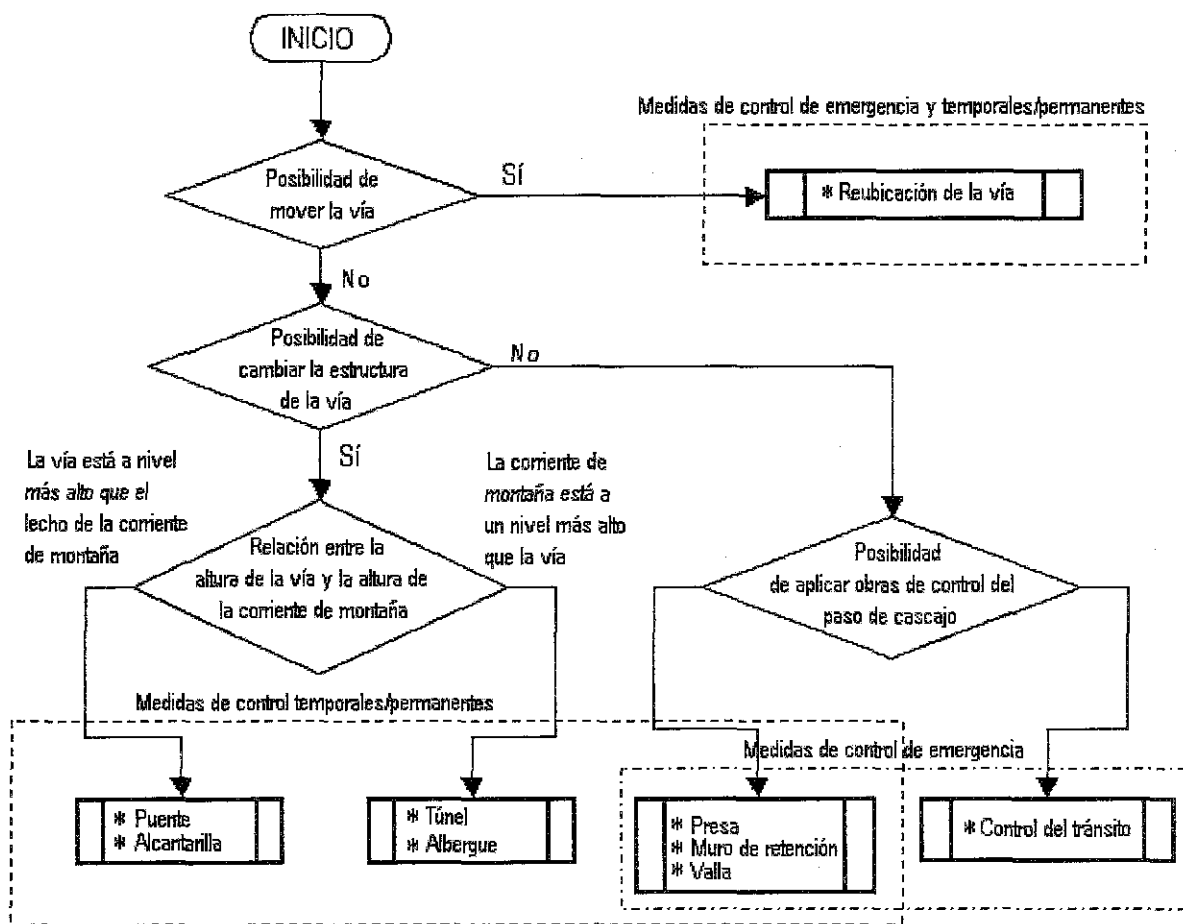 INICIO
Medidas de control de emergencia y temporales/permanentes
Posibilidad de
mover la vía
Sí
* Reubicación de la vía
No
Posibilidad de
cambiar la estructura
de la vía
No
Sí
La vía está a nivel
más alto que el
lecho de la corriente
de montaña
La corriente de
montaña está a
un nivel más alto
que la vía
Relación entre la
altura de la vía y la altura de
la corriente de montaña
Posibilidad
de aplicar obras de control del
paso de cascajo
Medidas de control temporales/permanentes
Medidas de control de emergencia
* Puente
* Alcantarilla
* Túnel
* Albergue
* Presa
* Muro de retención
* Valla
* Control del tránsito